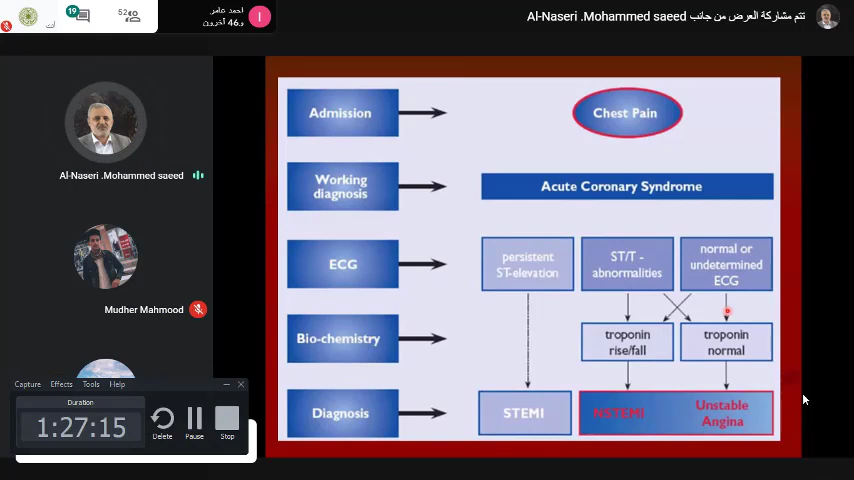 19
52
أنت
احمد عامر
و46 آخرون
تتم مشاركة العرض من جانب Al-Naseri .Mohammed saeed
Al-Naseri .Mohammed saeed
Mudher Mahmood
Capture Effects Tools Help
Duration
1:27:15
Delete
Pause
Stop
Admission
Chest Pain
Working
diagnosis
Acute Coronary Syndrome
ECG
persistent
ST-elevation
ST/T -
abnormalities
normal or
undetermined
ECG
Bio-chemistry
troponin
rise/fall
troponin
normal
Diagnosis
STEMI
NSTEMI
Unstable
Angina